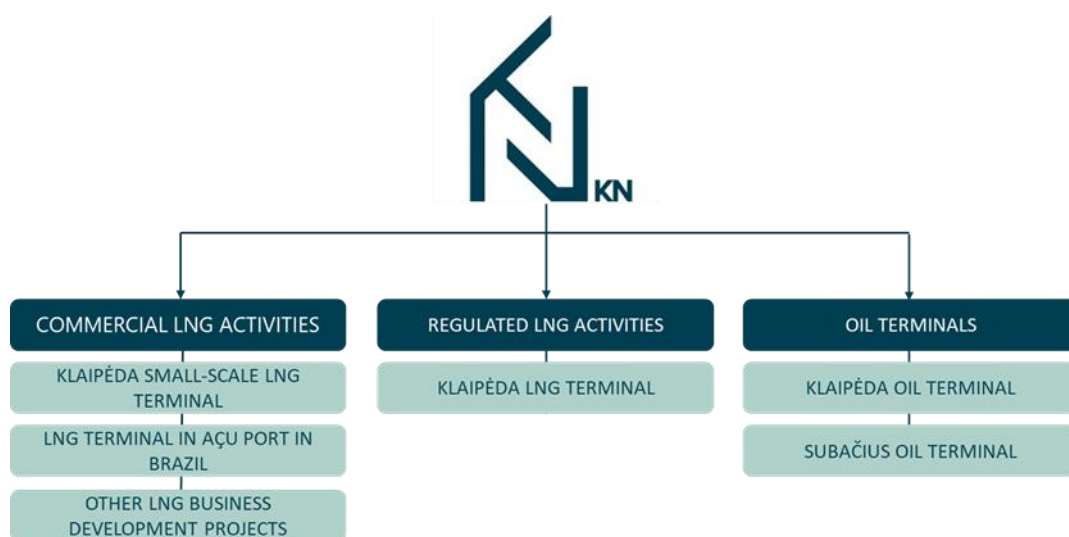 KN
COMMERCIAL LNG ACTIVITIES
KLAIPĖDA SMALL-SCALE LNG
TERMINAL
LNG TERMINAL IN AÇU PORT IN
BRAZIL
OTHER LNG BUSINESS
DEVELOPMENT PROJECTS
REGULATED LNG ACTIVITIES
KLAIPĖDA LNG TERMINAL
OIL TERMINALS
KLAIPĖDA OIL TERMINAL
SUBAČIUS OIL TERMINAL